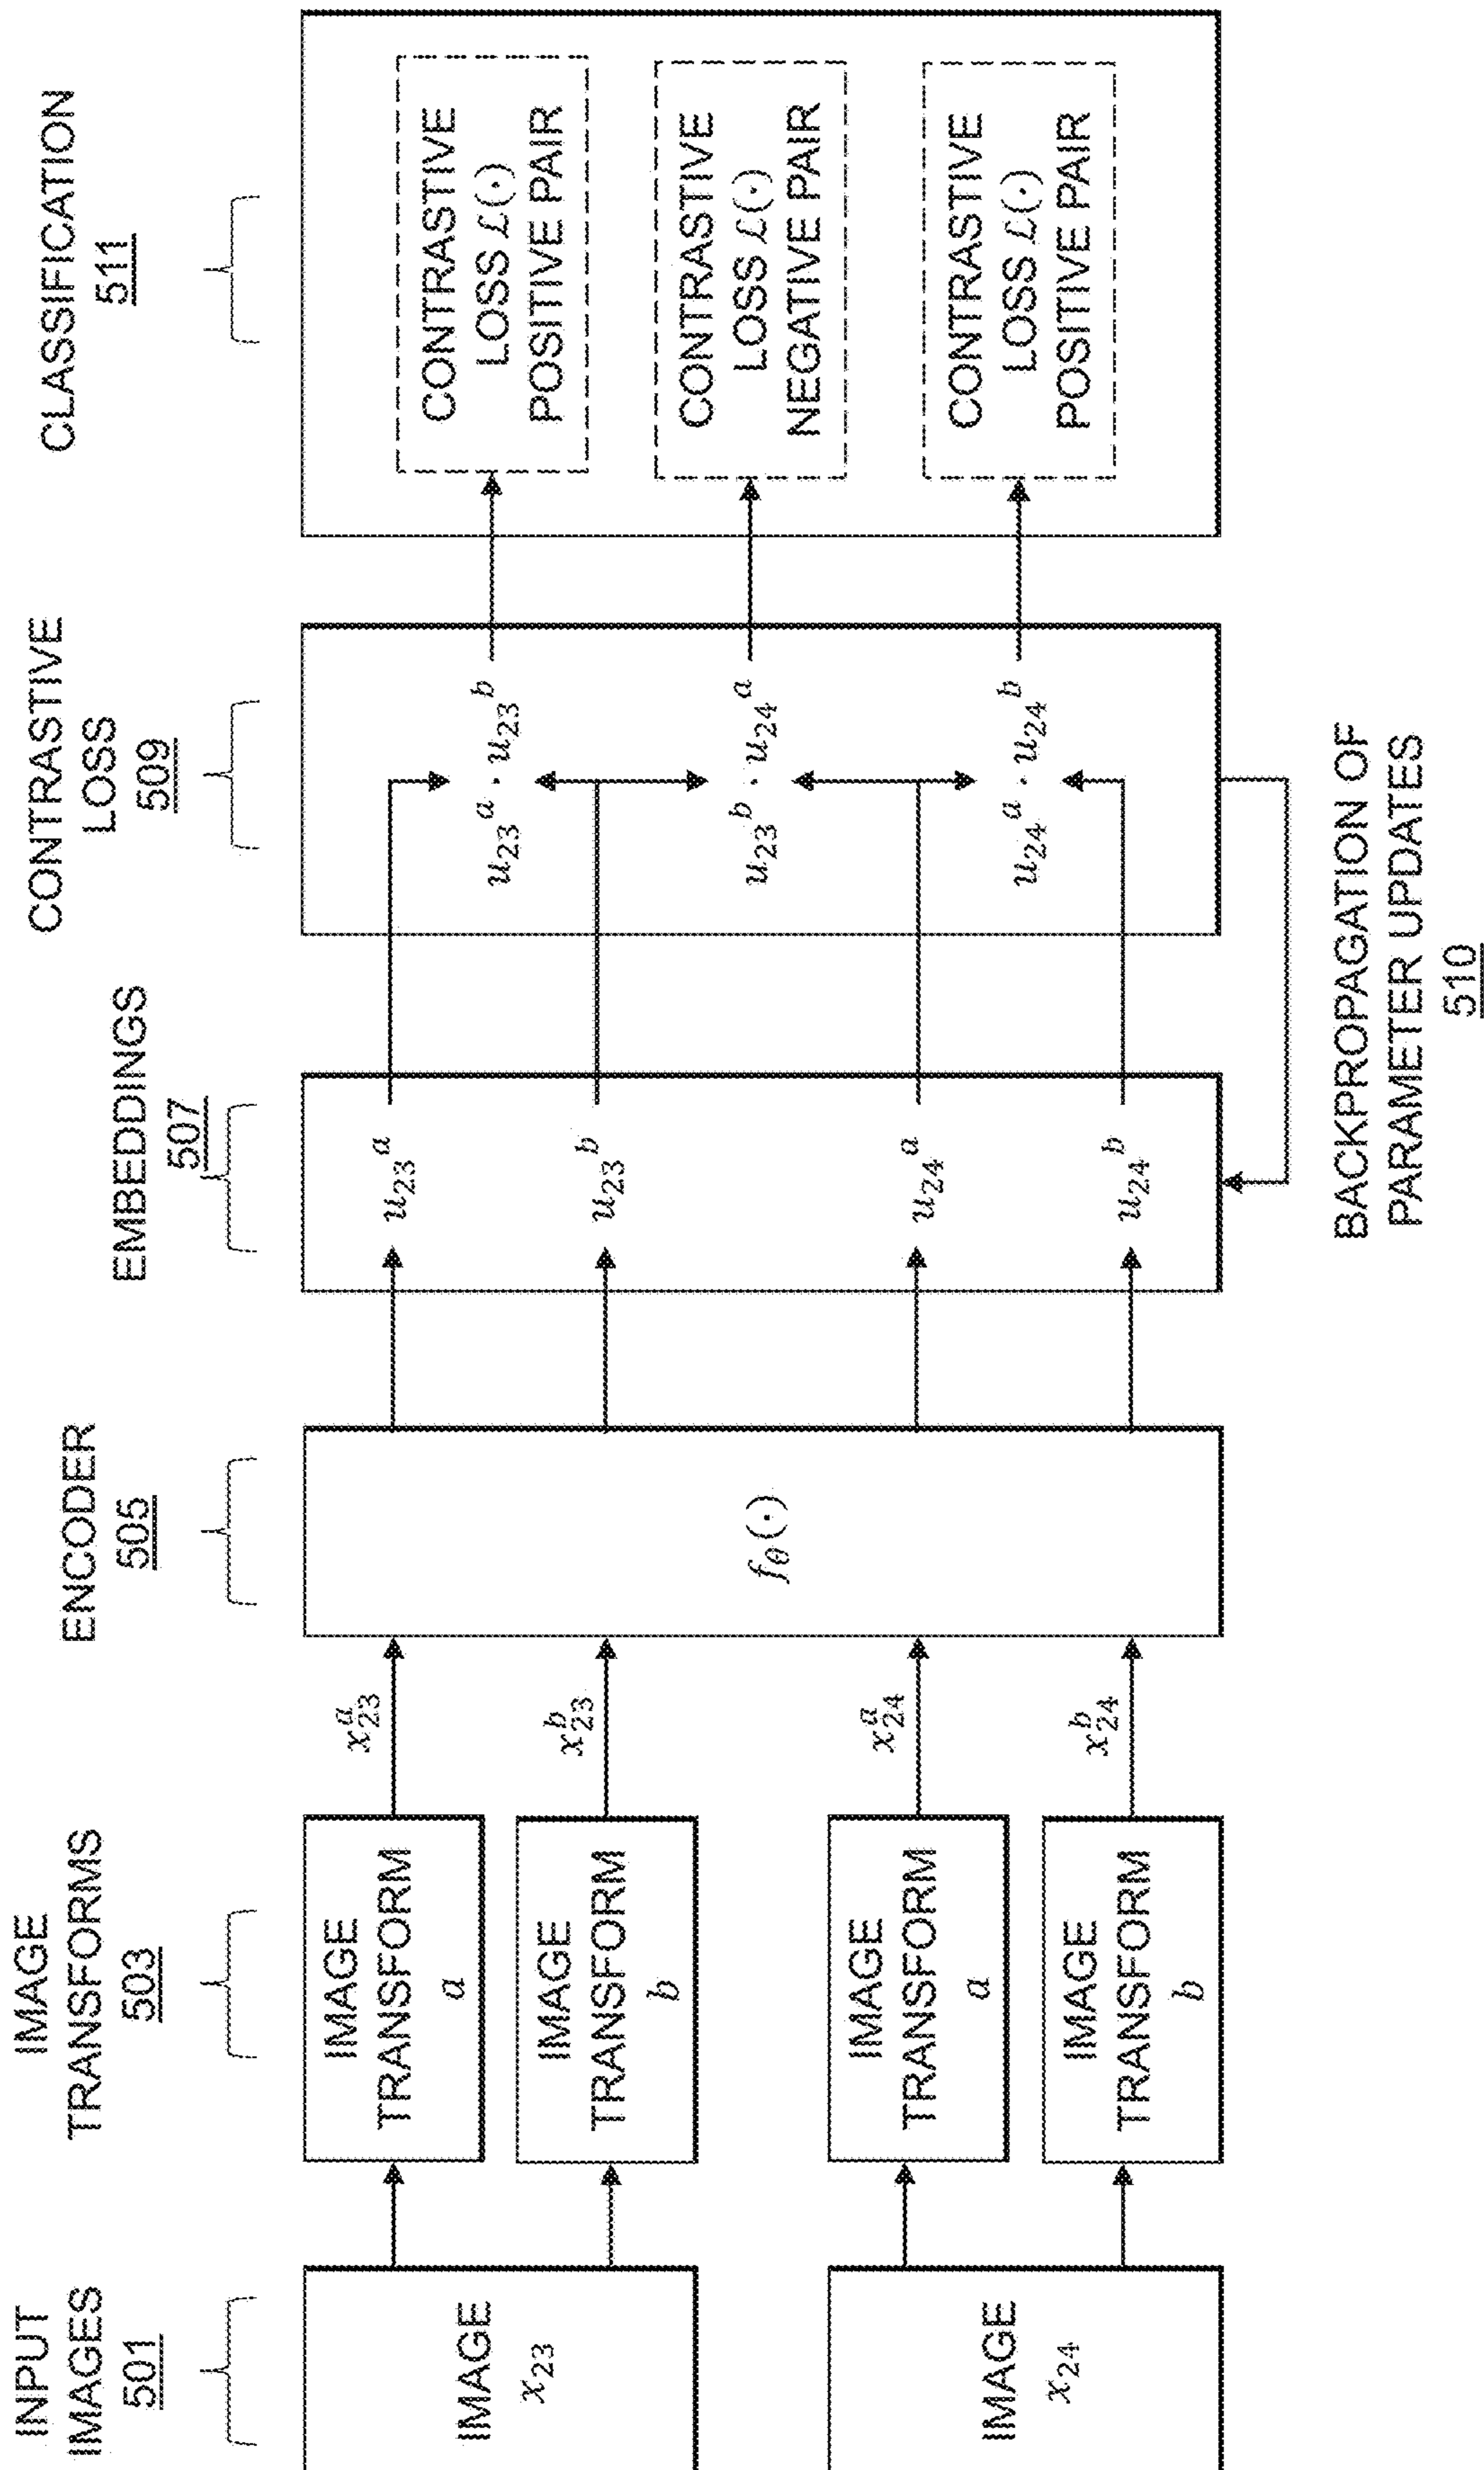 INPUT
IMAGES
501
IMAGE
TRANSFORMS
503
ENCODER
505
EMBEDDINGS
507
CONTRASTIVE
LOSS
509
CLASSIFICATION
511
IMAGE
x₂₃
IMAGE
x₂₄
IMAGE
TRANSFORM
a
IMAGE
TRANSFORM
b
IMAGE
TRANSFORM
a
IMAGE
TRANSFORM
b
x₂₃ᵃ
x₂₃ᵇ
x₂₄ᵃ
x₂₄ᵇ
f_θ(·)
u₂₃ᵃ
u₂₃ᵇ
u₂₄ᵃ
u₂₄ᵇ
u₂₃ᵃ · u₂₃ᵇ
u₂₃ᵇ · u₂₄ᵃ
u₂₄ᵃ · u₂₄ᵇ
CONTRASTIVE
LOSS ℒ(·)
POSITIVE PAIR
CONTRASTIVE
LOSS ℒ(·)
NEGATIVE PAIR
CONTRASTIVE
LOSS ℒ(·)
POSITIVE PAIR
BACKPROPAGATION OF
PARAMETER UPDATES
510